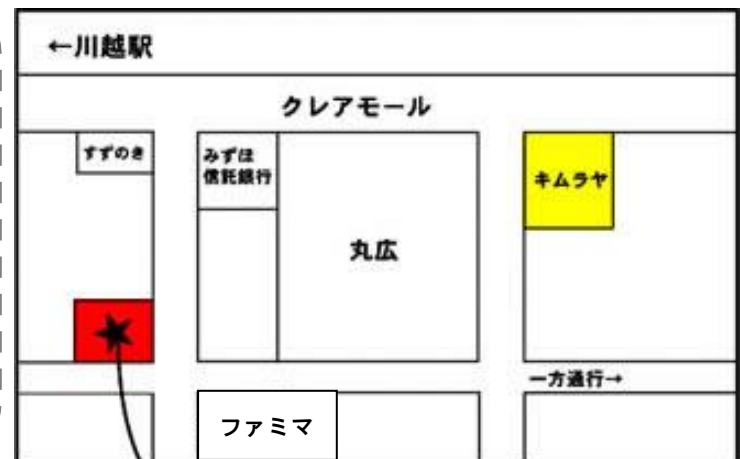 ←川越駅
クレアモール
すずのき
みずほ
信託銀行
キムラヤ
丸広
一方通行→
ファミマ